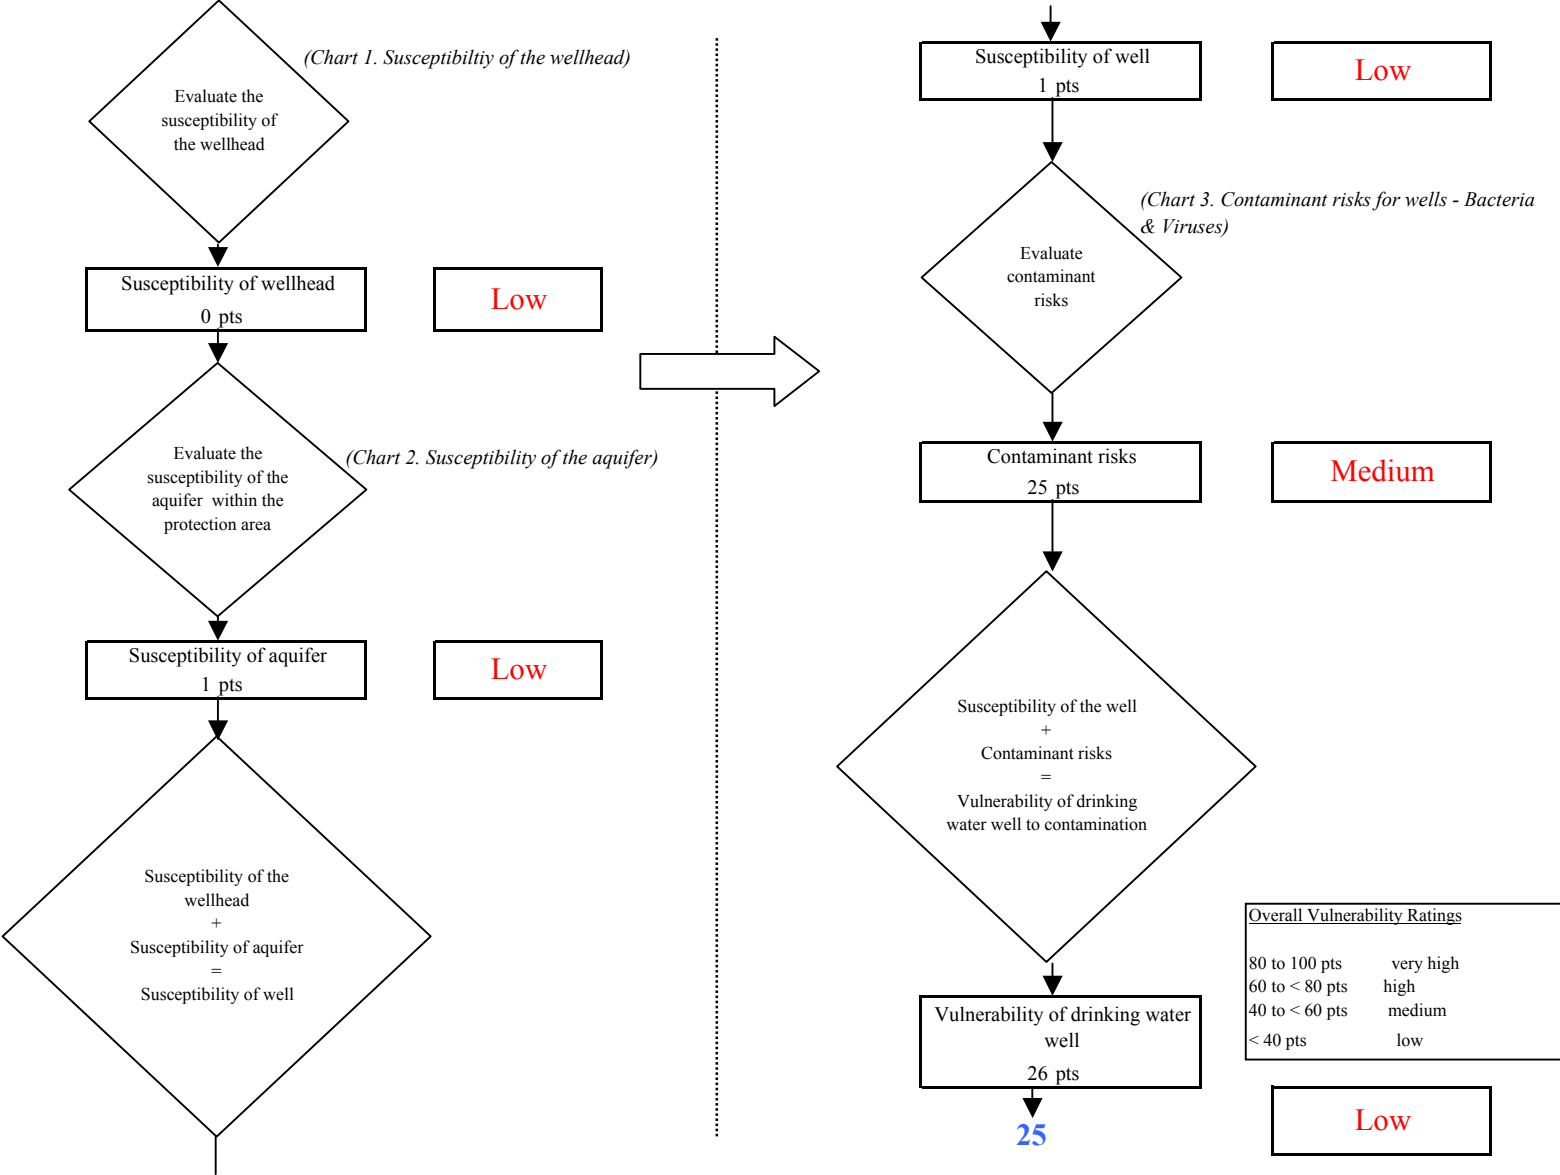 (Chart 1. Susceptibiltiy of the wellhead)
Evaluate the
susceptibility of
the wellhead
Susceptibility of wellhead
0 pts
Low
Evaluate the
susceptibility of the
aquifer within the
protection area
(Chart 2. Susceptibility of the aquifer)
Susceptibility of aquifer
1 pts
Low
Susceptibility of the
wellhead
+
Susceptibility of aquifer
=
Susceptibility of well
Susceptibility of well
1 pts
Low
(Chart 3. Contaminant risks for wells - Bacteria
& Viruses)
Evaluate
contaminant
risks
Contaminant risks
25 pts
Medium
Susceptibility of the well
+
Contaminant risks
=
Vulnerability of drinking
water well to contamination
Overall Vulnerability Ratings
80 to 100 pts very high
60 to < 80 pts high
40 to < 60 pts medium
< 40 pts low
Vulnerability of drinking water
well
26 pts
25
Low